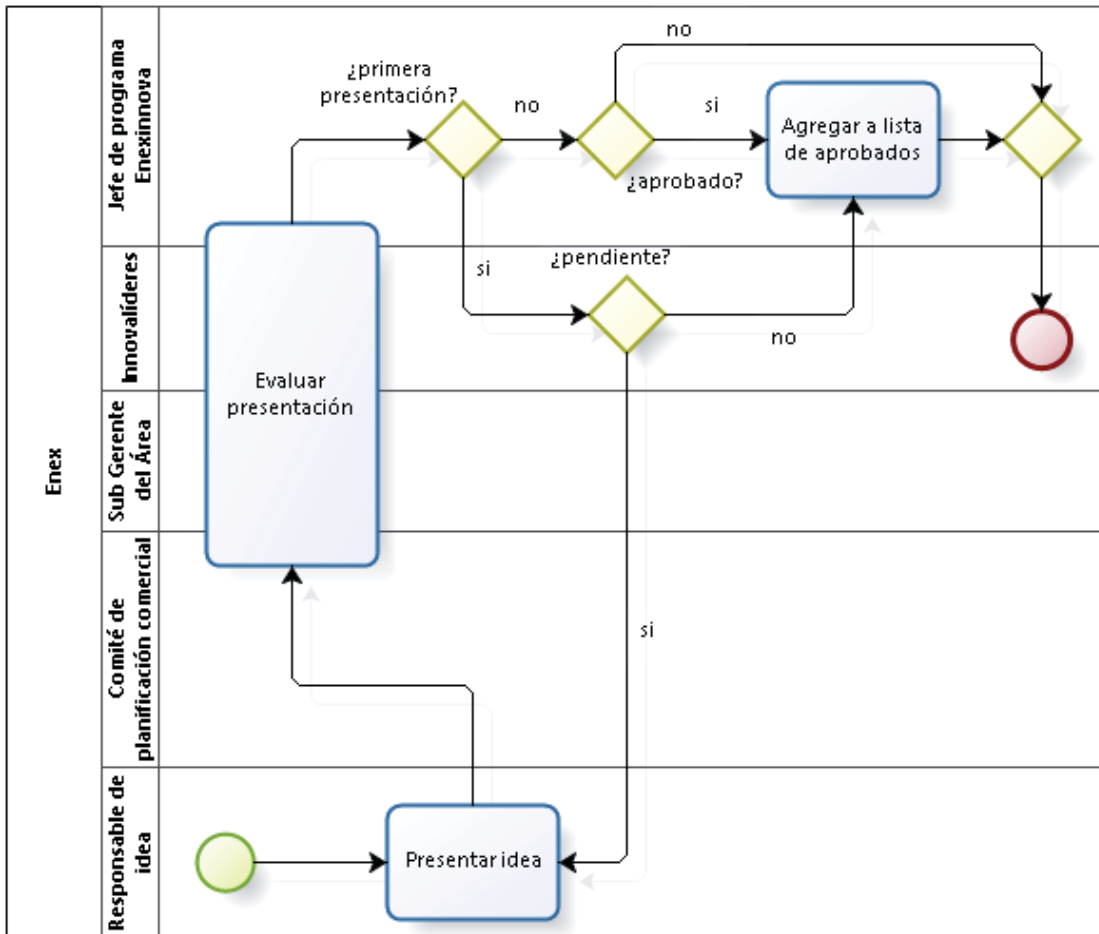 Enex
Jefe de programa
Enexinnova
Innovalíderes
Sub Gerente
del Área
Comité de
planificación comercial
Responsable de
idea
¿primera
presentación?
no
no
si
¿aprobado?
Agregar a lista
de aprobados
si
¿pendiente?
no
si
Evaluar
presentación
Presentar idea